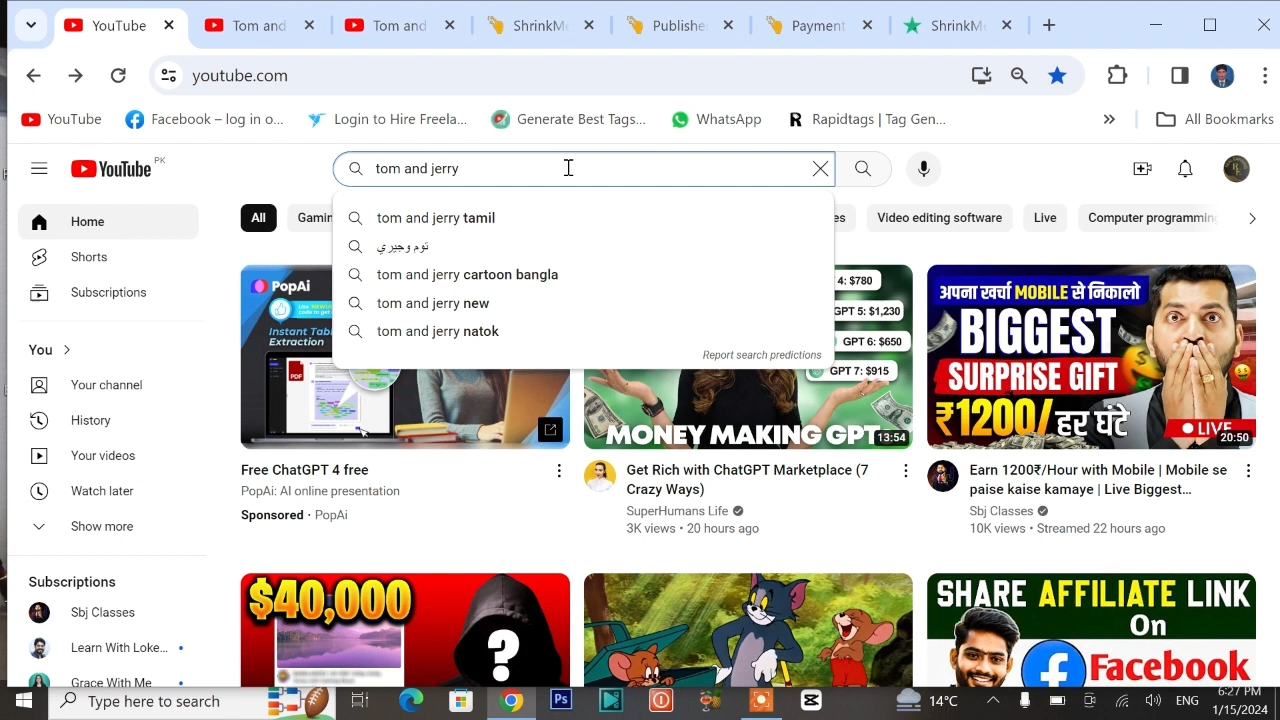 YouTube
Tom and
Tom and
ShrinkMe
Publishe
Payment
ShrinkMe
youtube.com
YouTube
Facebook – log in o...
Login to Hire Freela...
Generate Best Tags...
WhatsApp
Rapidtags | Tag Gen...
All Bookmarks
YouTube PK
tom and jerry
tom and jerry tamil
توم وجيري
tom and jerry cartoon bangla
tom and jerry new
tom and jerry natok
Report search predictions
All
Gamin
es
Video editing software
Live
Computer programmin
Home
Shorts
Subscriptions
You
Your channel
History
Your videos
Watch later
Show more
Subscriptions
Sbj Classes
Learn With Loke...
Grace With Me
PopAi
Instant Tabl
Extraction
PDF
Free ChatGPT 4 free
PopAi: AI online presentation
Sponsored · PopAi
4: $780
GPT 5: $1,230
GPT 6: $650
GPT 7: $915
MONEY MAKING GPT
13:54
Get Rich with ChatGPT Marketplace (7
Crazy Ways)
SuperHumans Life
3K views • 20 hours ago
अपना खर्चा MOBILE से निकालो
BIGGEST
SURPRISE GIFT
₹1200/हर घंटे
LIVE
20:50
Earn 1200₹/Hour with Mobile | Mobile se
paise kaise kamaye | Live Biggest...
Sbj Classes
10K views • Streamed 22 hours ago
$40,000
?
SHARE AFFILIATE LINK
On
Facebook
Type here to search
Ps
14°C
ENG
6:27 PM
1/15/2024